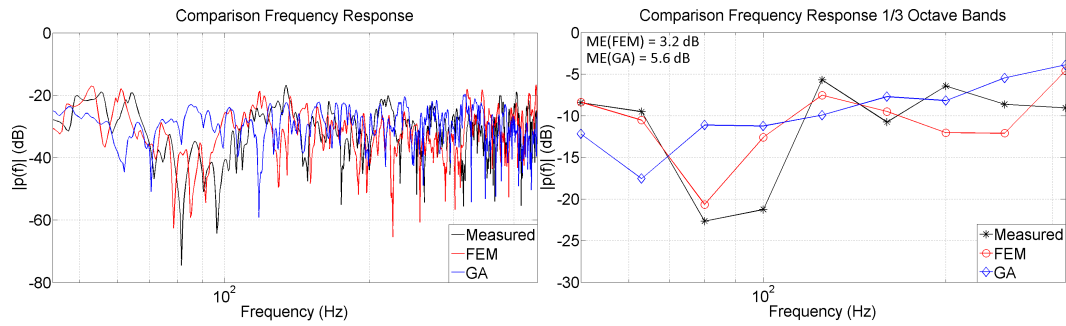 Comparison Frequency Response
|p(f)| (dB)
0
-20
-40
-60
-80
Measured
FEM
GA
10²
Frequency (Hz)
Comparison Frequency Response 1/3 Octave Bands
ME(FEM) = 3.2 dB
ME(GA) = 5.6 dB
|p(f)| (dB)
0
-5
-10
-15
-20
-25
-30
Measured
FEM
GA
10²
Frequency (Hz)